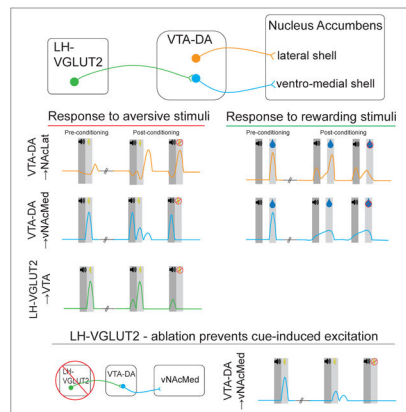 Nucleus Accumbens
LH-
VGLUT2
VTA-DA
lateral shell
ventro-medial shell
Response to aversive stimuli
Response to rewarding stimuli
Pre-conditioning
Post-conditioning
Pre-conditioning
Post-conditioning
VTA-DA
→NAcLat
VTA-DA
→vNAcMed
LH-VGLUT2
→VTA
LH-VGLUT2 - ablation prevents cue-induced excitation
LH-
VGLUT2
VTA-DA
vNAcMed
VTA-DA
→vNAcMed